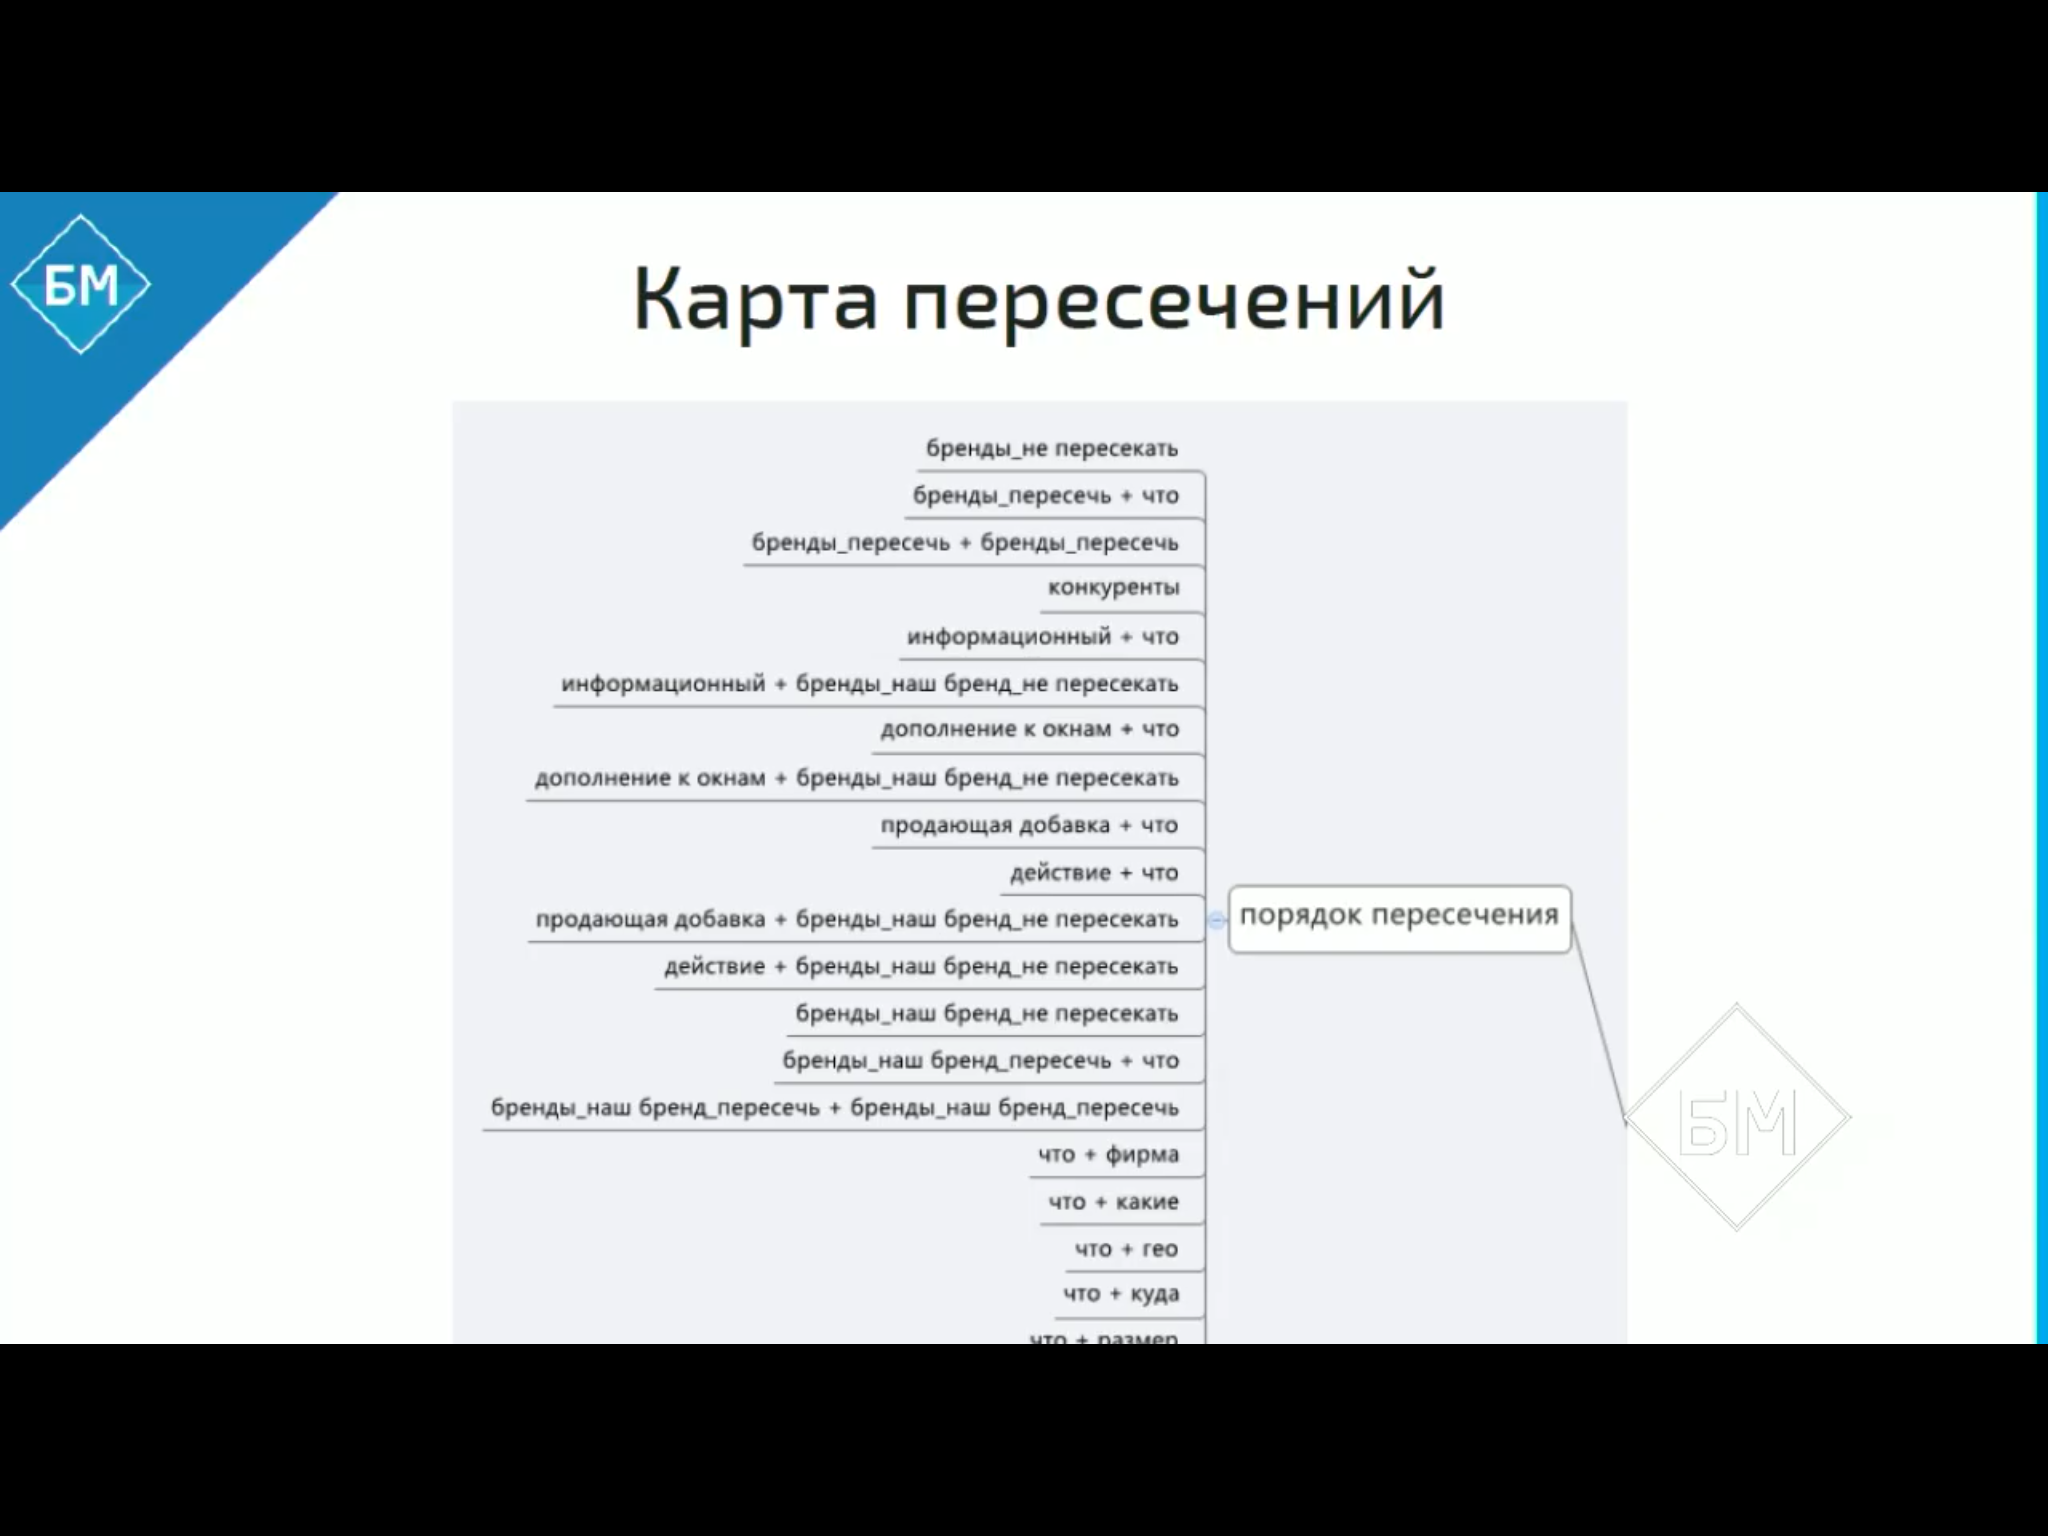 БМ
Карта пересечений
бренды_не пересекать
бренды_пересечь + что
бренды_пересечь + бренды_пересечь
конкуренты
информационный + что
информационный + бренды_наш бренд_не пересекать
дополнение к окнам + что
дополнение к окнам + бренды_наш бренд_не пересекать
продающая добавка + что
действие + что
продающая добавка + бренды_наш бренд_не пересекать
порядок пересечения
действие + бренды_наш бренд_не пересекать
бренды_наш бренд_не пересекать
бренды_наш бренд_пересечь + что
бренды_наш бренд_пересечь + бренды_наш бренд_пересечь
БМ
что + фирма
что + какие
что + гео
что + куда
что + размер